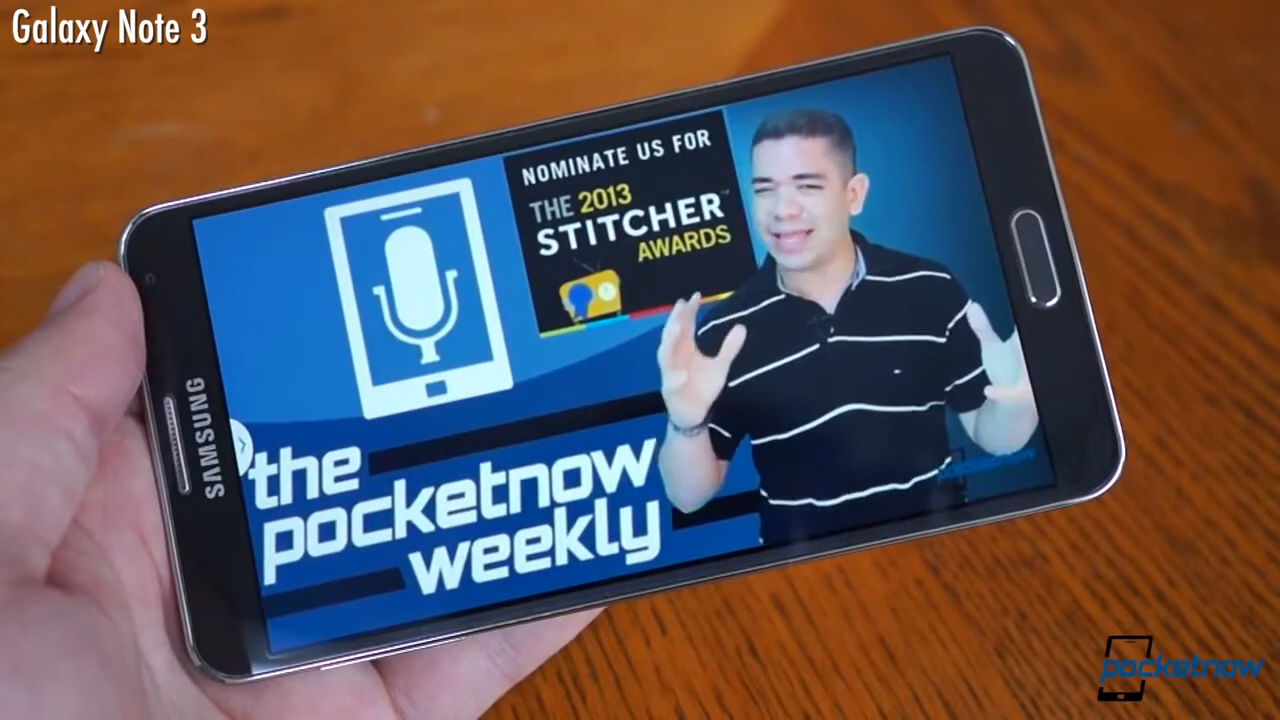 Galaxy Note 3
NOMINATE US FOR
THE 2013
STITCHER
AWARDS
SAMSUNG
the
pocketnow
weekly
pocketnow